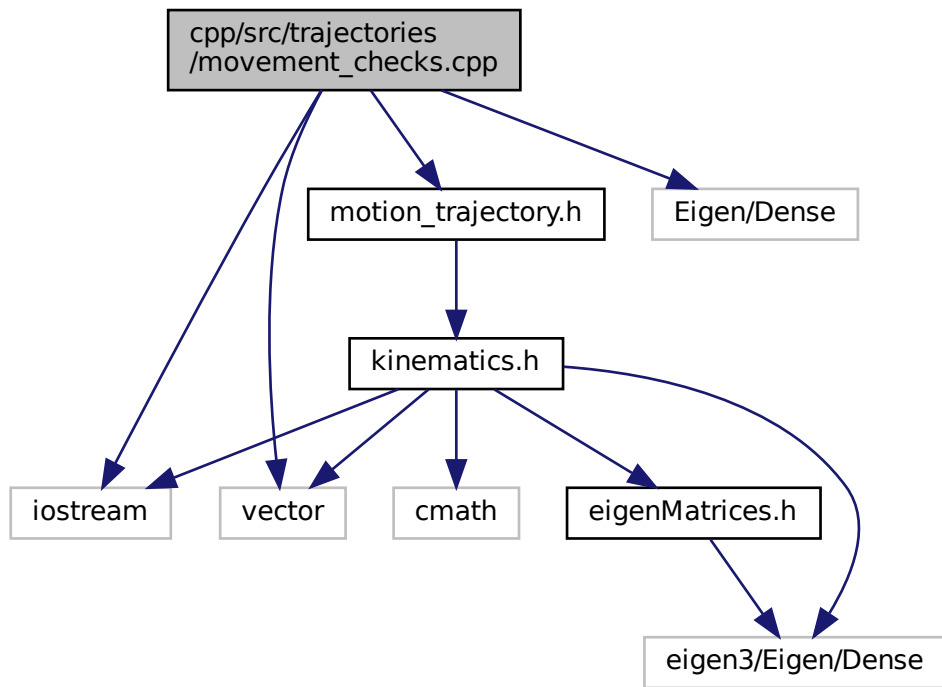 cpp/src/trajectories
/movement_checks.cpp
motion_trajectory.h
Eigen/Dense
kinematics.h
iostream
vector
cmath
eigenMatrices.h
eigen3/Eigen/Dense